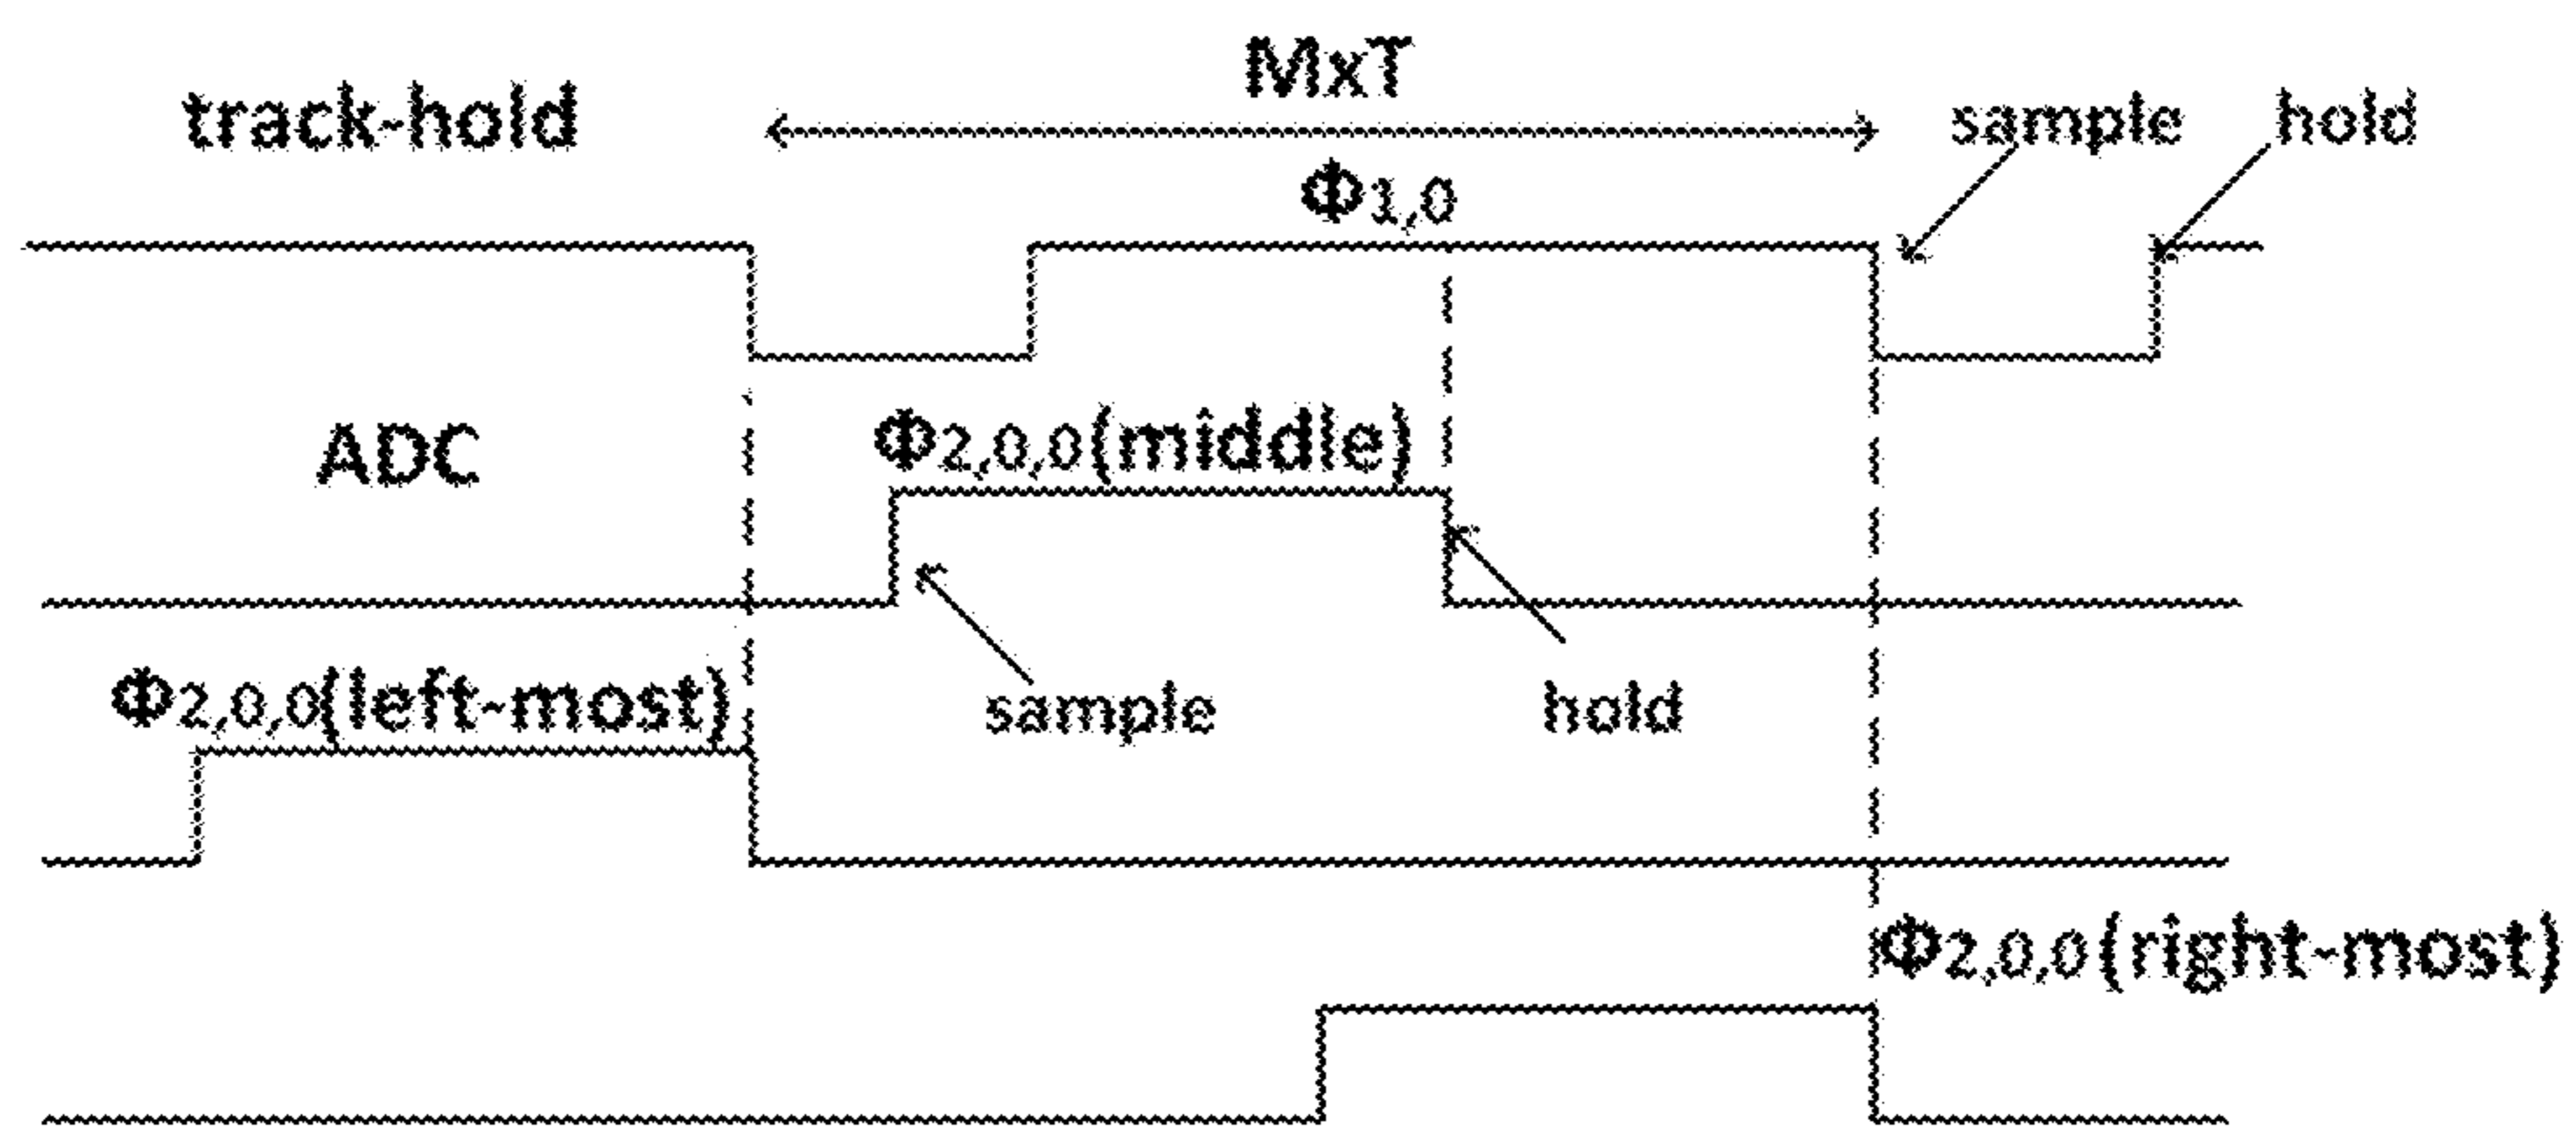 MxT
track-hold
sample
hold
Φ1,0
ADC
Φ2,0,0(middle)
sample
hold
Φ2,0,0(left-most)
Φ2,0,0(right-most)